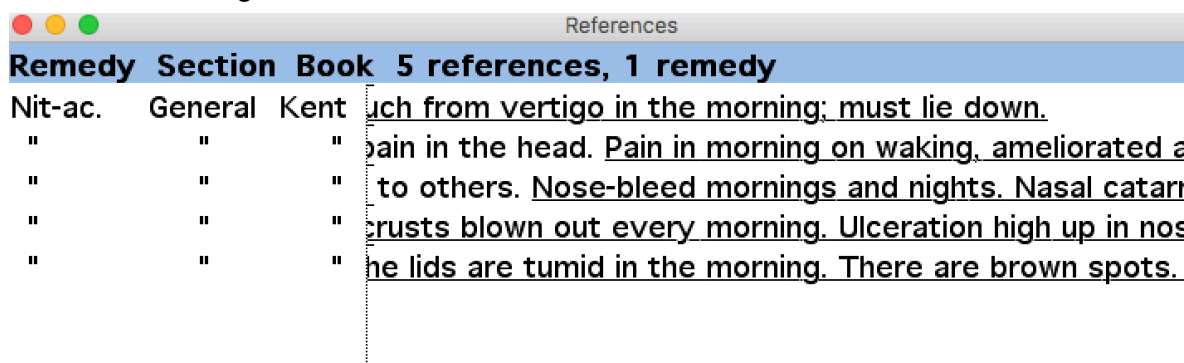 References
Remedy Section Book 5 references, 1 remedy
Nit-ac. General Kent uch from vertigo in the morning; must lie down.
" " " pain in the head. Pain in morning on waking, ameliorated a
" " " to others. Nose-bleed mornings and nights. Nasal catarr
" " " crusts blown out every morning. Ulceration high up in nos
" " " he lids are tumid in the morning. There are brown spots.